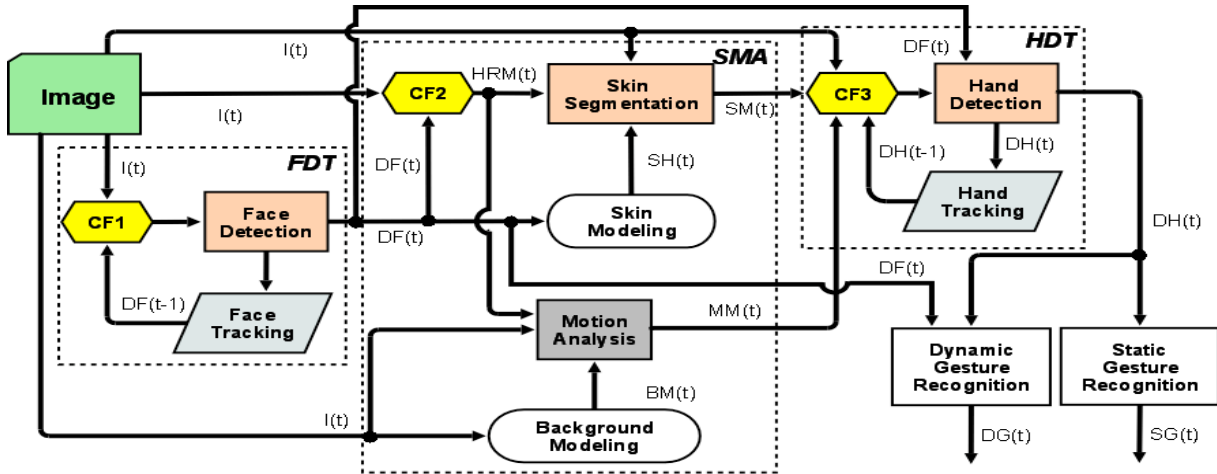 I(t)
DF(t)
HDT
SMA
HRM(t)
Image
CF2
Skin
Segmentation
CF3
Hand
Detection
I(t)
SM(t)
I(t)
FDT
DF(t)
SH(t)
DH(t-1)
DH(t)
CF1
Face
Detection
Skin
Modeling
Hand
Tracking
DF(t)
DH(t)
DF(t)
DF(t-1)
Face
Tracking
Motion
Analysis
MM(t)
Dynamic
Gesture
Recognition
Static
Gesture
Recognition
I(t)
BM(t)
Background
Modeling
DG(t)
SG(t)